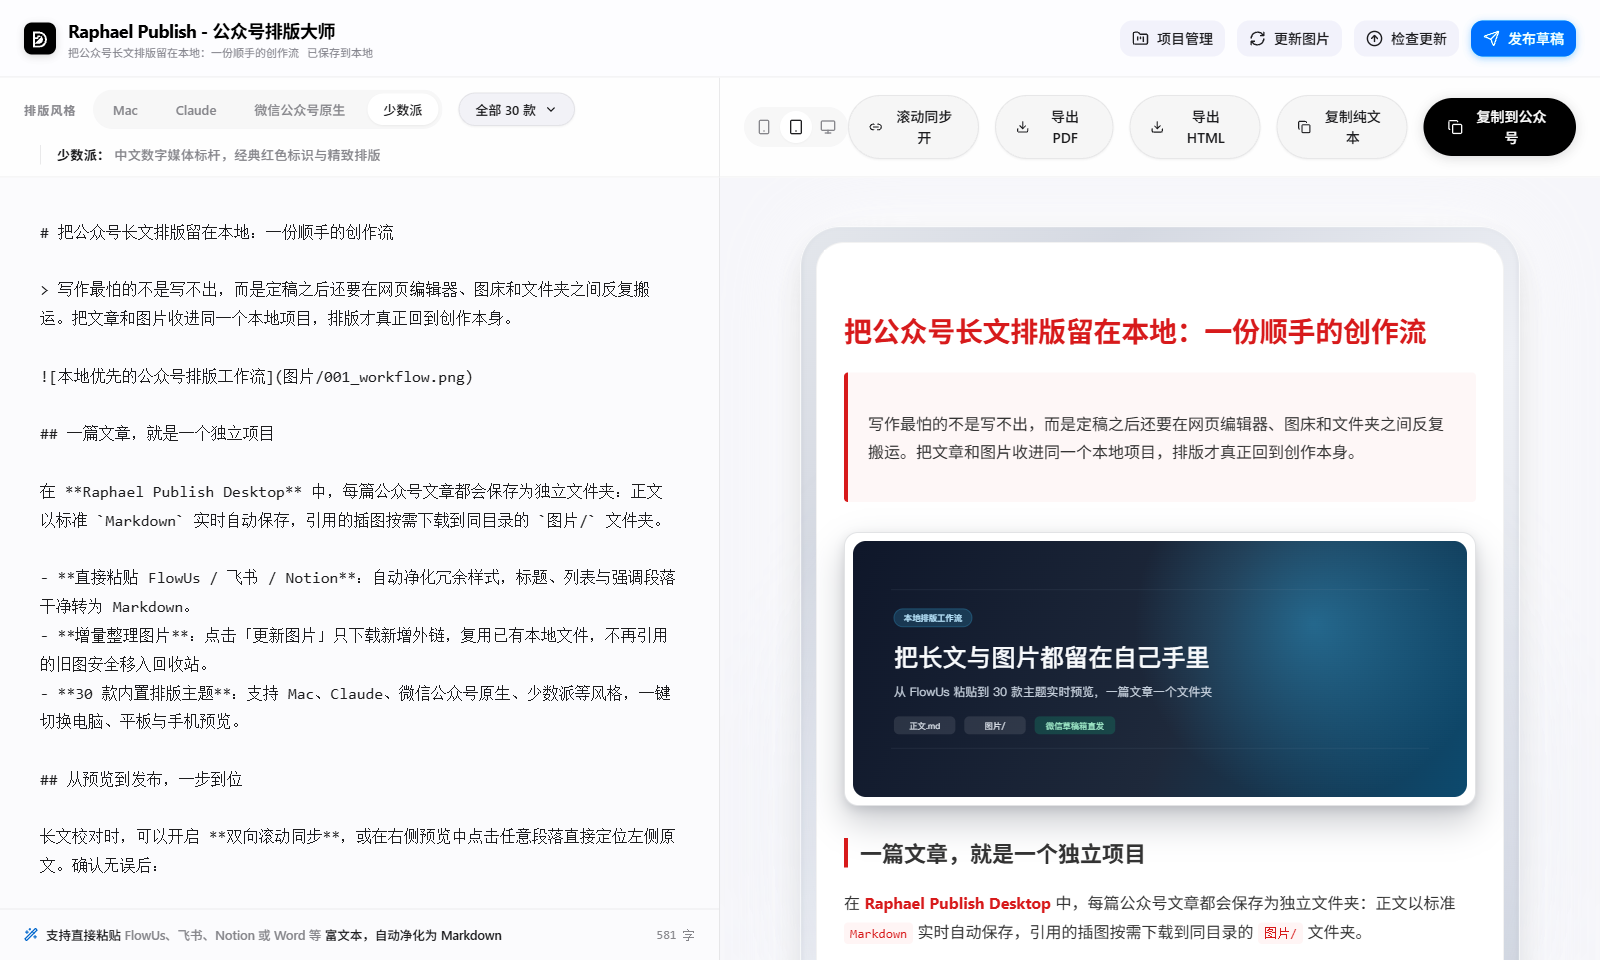 Raphael Publish - 公众号排版大师
把公众号长文排版留在本地：一份顺手的创作流 已保存到本地
项目管理
更新图片
检查更新
发布草稿
排版风格
Mac
Claude
微信公众号原生
少数派
全部 30 款
少数派： 中文数字媒体标杆，经典红色标识与精致排版
滚动同步
开
导出
PDF
导出
HTML
复制纯文
本
复制到公众
号
# 把公众号长文排版留在本地：一份顺手的创作流
> 写作最怕的不是写不出，而是定稿之后还要在网页编辑器、图床和文件夹之间反复搬
运。把文章和图片收进同一个本地项目，排版才真正回到创作本身。
![本地优先的公众号排版工作流](图片/001_workflow.png)
## 一篇文章，就是一个独立项目
在 **Raphael Publish Desktop** 中，每篇公众号文章都会保存为独立文件夹：正文
以标准 `Markdown` 实时自动保存，引用的插图按需下载到同目录的 `图片/` 文件夹。
- **直接粘贴 FlowUs / 飞书 / Notion**：自动净化冗余样式，标题、列表与强调段落
干净转为 Markdown。
- **增量整理图片**：点击「更新图片」只下载新增外链，复用已有本地文件，不再引用
的旧图安全移入回收站。
- **30 款内置排版主题**：支持 Mac、Claude、微信公众号原生、少数派等风格，一键
切换电脑、平板与手机预览。
## 从预览到发布，一步到位
长文校对时，可以开启 **双向滚动同步**，或在右侧预览中点击任意段落直接定位左侧原
文。确认无误后：
支持直接粘贴 FlowUs、飞书、Notion 或 Word 等 富文本，自动净化为 Markdown
581 字
把公众号长文排版留在本地：一份顺手的创作流
写作最怕的不是写不出，而是定稿之后还要在网页编辑器、图床和文件夹之间反复
搬运。把文章和图片收进同一个本地项目，排版才真正回到创作本身。
本地排版工作流
把长文与图片都留在自己手里
从 FlowUs 粘贴到 30 款主题实时预览，一篇文章一个文件夹
正文.md
图片/
微信草稿箱直发
一篇文章，就是一个独立项目
在 Raphael Publish Desktop 中，每篇公众号文章都会保存为独立文件夹：正文以标准
Markdown 实时自动保存，引用的插图按需下载到同目录的 图片/ 文件夹。